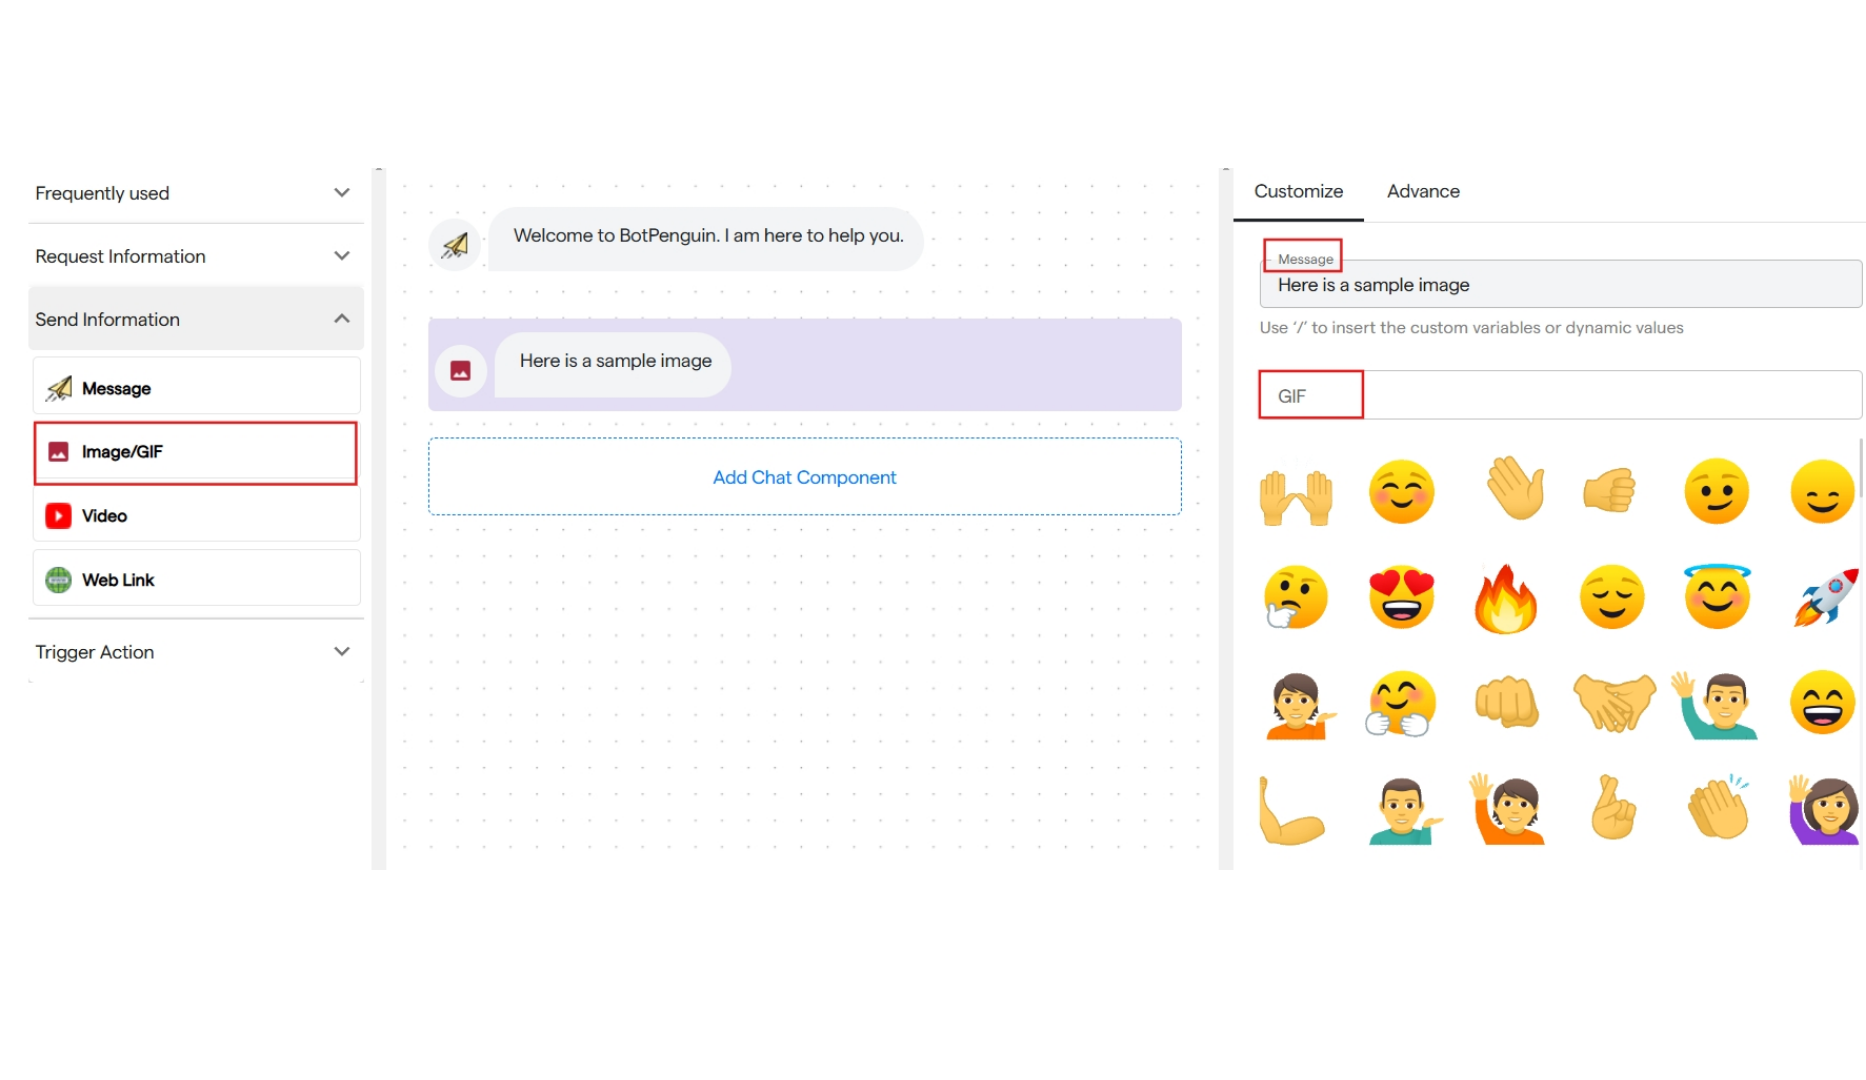 Frequently used
Request Information
Send Information
Message
Image/GIF
Video
Web Link
Trigger Action
Welcome to BotPenguin. I am here to help you.
Here is a sample image
Add Chat Component
Customize Advance
Message
Here is a sample image
Use ‘/’ to insert the custom variables or dynamic values
GIF